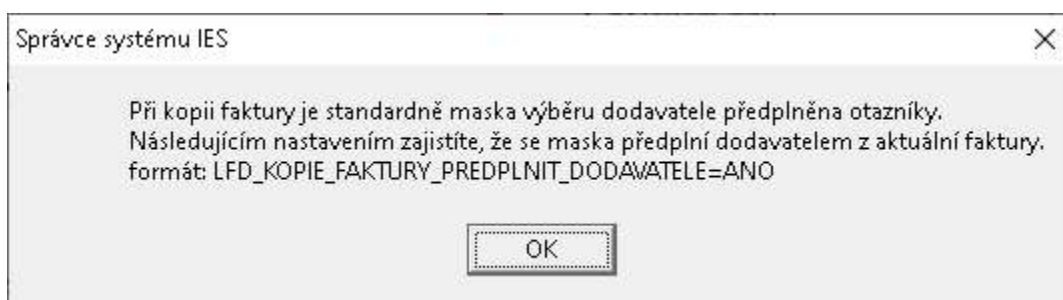 Správce systému IES
Při kopii faktury je standardně maska výběru dodavatele předplněna otazníky.
Následujícím nastavením zajistíte, že se maska předplní dodavatelem z aktuální faktury.
formát: LFD_KOPIE_FAKTURY_PREDPLNIT_DODAVATELE=ANO
OK